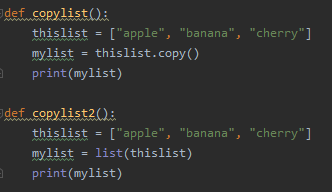 def copylist():
    thislist = ["apple", "banana", "cherry"]
    mylist = thislist.copy()
    print(mylist)
def copylist2():
    thislist = ["apple", "banana", "cherry"]
    mylist = list(thislist)
    print(mylist)